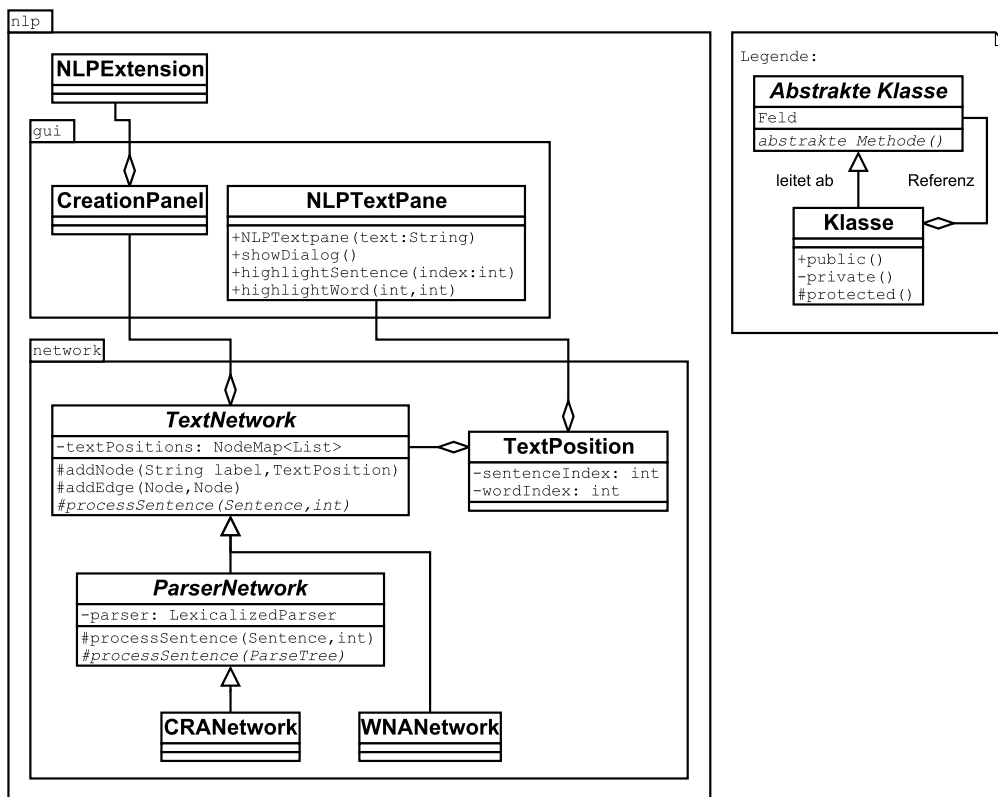 nlp
NLPExtension
gui
CreationPanel
NLPTextPane
+NLPTextpane(text:String)
+showDialog()
+highlightSentence(index:int)
+highlightWord(int,int)
network
TextNetwork
-textPositions: NodeMap<List>
#addNode(String label,TextPosition)
#addEdge(Node,Node)
#processSentence(Sentence,int)
TextPosition
-sentenceIndex: int
-wordIndex: int
ParserNetwork
-parser: LexicalizedParser
#processSentence(Sentence,int)
#processSentence(ParseTree)
CRANetwork
WNANetwork
Legende:
Abstrakte Klasse
Feld
abstrakte Methode()
leitet ab
Referenz
Klasse
+public()
-private()
#protected()